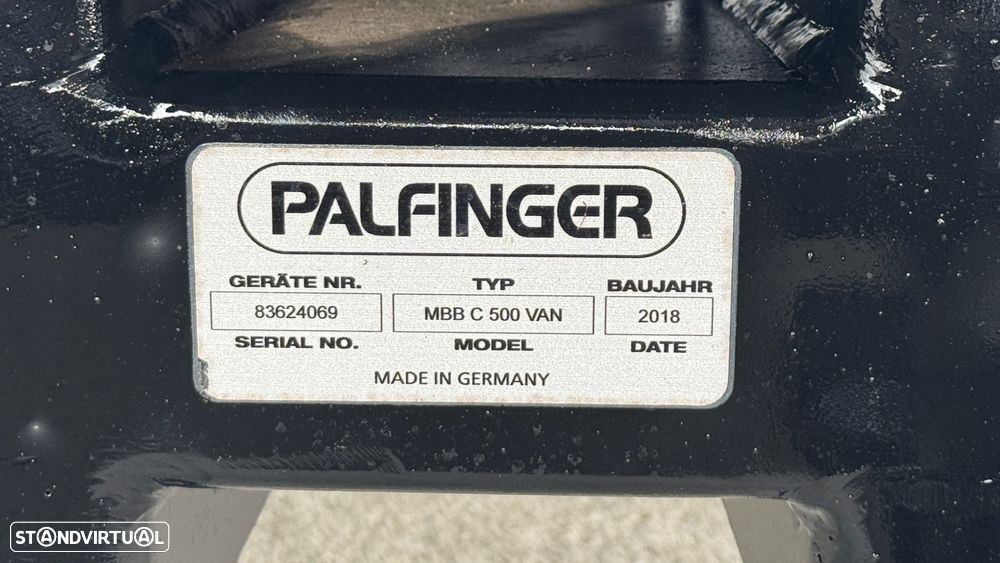 PALFINGER
GERÄTE NR. TYP BAUJAHR
83624069 MBB C 500 VAN 2018
SERIAL NO. MODEL DATE
MADE IN GERMANY
STANDVIRTUAL